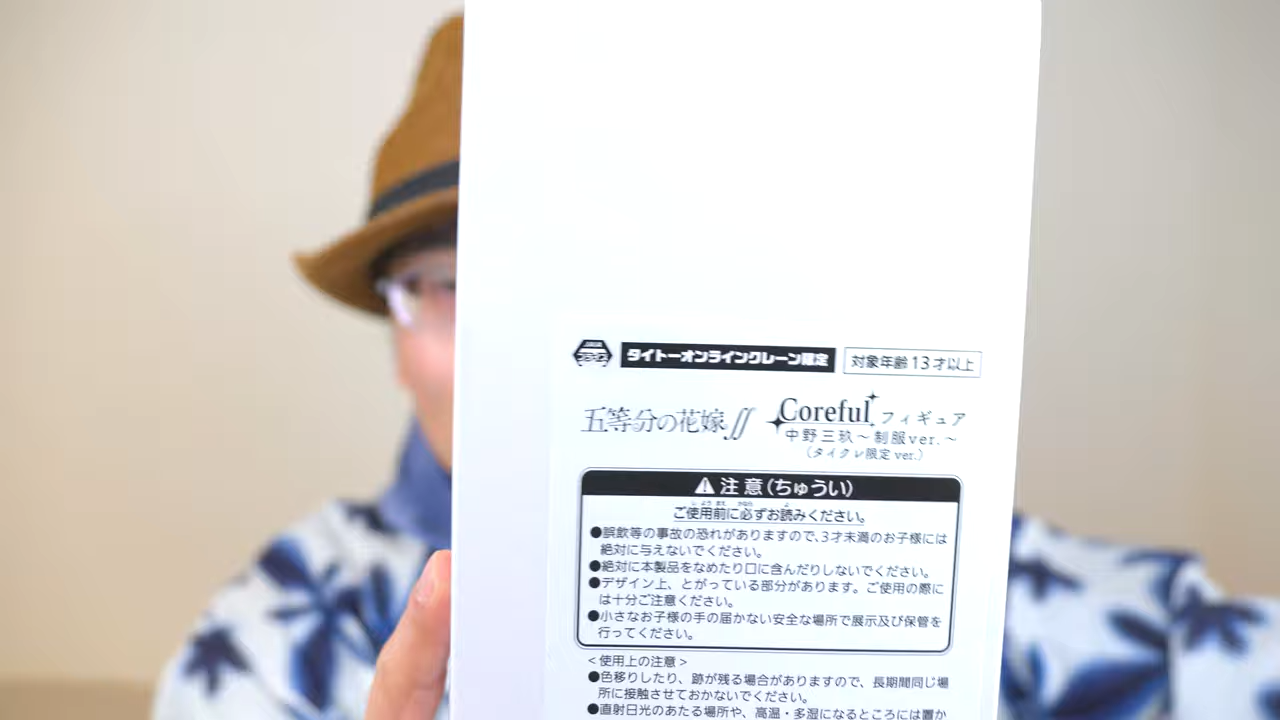 プライズ
タイトーオンラインクレーン限定
対象年齢13才以上
五等分の花嫁∬
Corefulフィギュア
中野三玖～制服ver.～
（タイクレ限定ver.）
注意（ちゅうい）
ご使用前に必ずお読みください。
●誤飲等の事故の恐れがありますので、3才未満のお子様には
絶対に与えないでください。
●絶対に本製品をなめたり口に含んだりしないでください。
●デザイン上、とがっている部分があります。ご使用の際に
は十分ご注意ください。
●小さなお子様の手の届かない安全な場所で展示及び保管を
行ってください。
＜使用上の注意＞
●色移りしたり、跡が残る場合がありますので、長期間同じ場
所に接触させておかないでください。
●直射日光のあたる場所や、高温・多湿になるところには置か